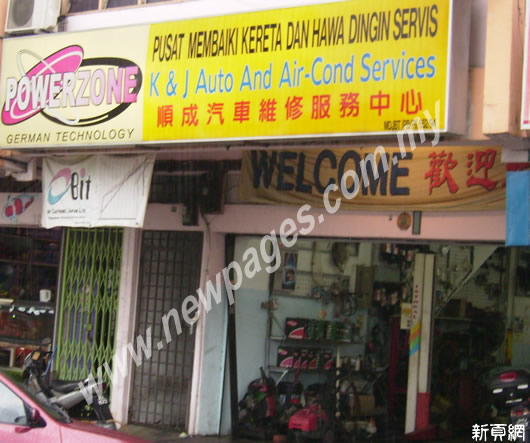 PUSAT MEMBAIKI KERETA DAN HAWA DINGIN SERVIS
POWERZONE
K & J Auto And Air-Cond Services
順成汽車維修服務中心
GERMAN TECHNOLOGY
WELCOME 歡迎
www.newpages.com.my
新頁網